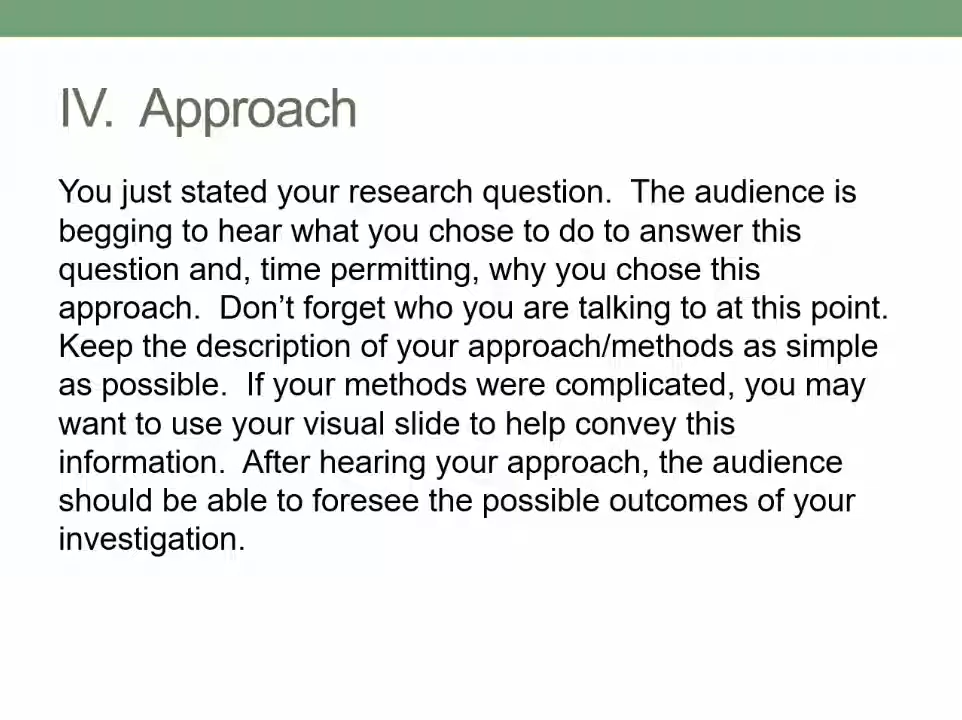 IV.  Approach
You just stated your research question.  The audience is
begging to hear what you chose to do to answer this
question and, time permitting, why you chose this
approach.  Don’t forget who you are talking to at this point.
Keep the description of your approach/methods as simple
as possible.  If your methods were complicated, you may
want to use your visual slide to help convey this
information.  After hearing your approach, the audience
should be able to foresee the possible outcomes of your
investigation.